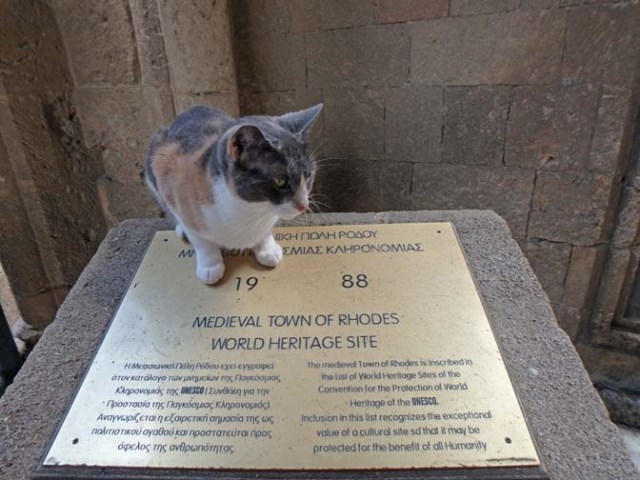 ΝΙΚΗ ΠΟΛΗ ΡΟΔΟΥ
ΜΙΑΣ ΚΛΗΡΟΝΟΜΙΑΣ
19 88
MEDIEVAL TOWN OF RHODES
WORLD HERITAGE SITE
Η Μεσαιωνική Πόλη Ρόδου έχει εγγραφεί
στον κατάλογο των μνημείων της Παγκόσμιας
Κληρονομιάς της UNESCO (Συνθήκη για την
Προστασία της Παγκόσμιας Κληρονομιάς).
Αναγνωρίζεται η εξαιρετική σημασία της ως
πολιτιστικού αγαθού και προστατεύεται προς
όφελος της ανθρωπότητας.
The medieval Town of Rhodes is inscribed in
the List of World Heritage Sites of the
Convention for the Protection of World
Heritage of the UNESCO.
Inclusion in this list recognizes the exceptional
value of a cultural site so that it may be
protected for the benefit of all Humanity